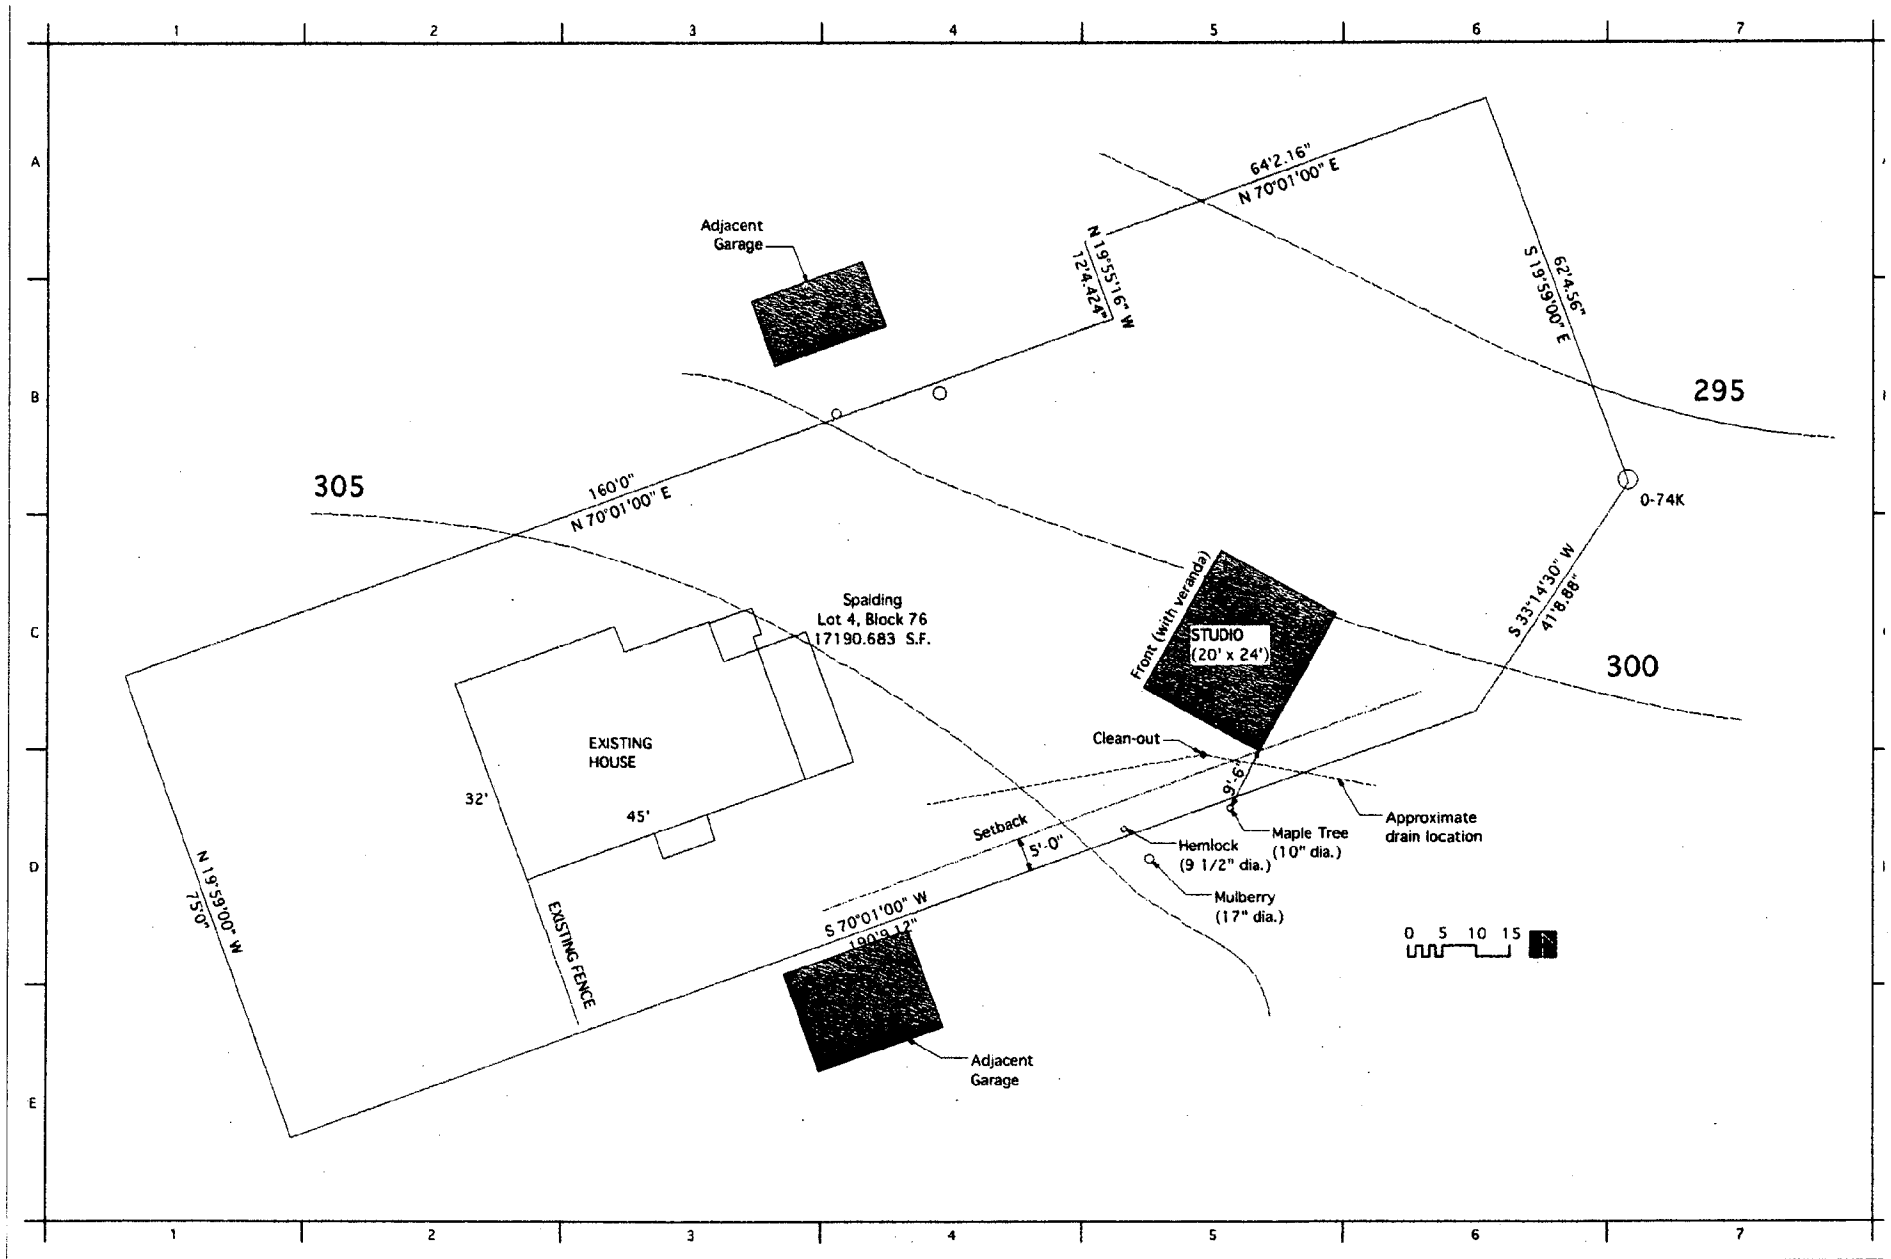 1 2 3 4 5 6 7
A
64'2.16"
N 70°01'00" E
Adjacent
Garage
N 19°55'16" W
12'4.424"
62'4.56"
S 19°59'00" E
B
295
305
160'0"
N 70°01'00" E
0-74K
Front (with veranda)
S 33°14'30" W
41'8.88"
Spalding
Lot 4, Block 76
17190.683 S.F.
C
STUDIO
(20' x 24')
300
EXISTING
HOUSE
Clean-out
32'
45'
9'-6"
Setback
5'-0"
Approximate
drain location
Maple Tree
(10" dia.)
Hemlock
(9 1/2" dia.)
D
Mulberry
(17" dia.)
N 19°59'00" W
75'0"
EXISTING FENCE
S 70°01'00" W
190'9.12"
0 5 10 15
Adjacent
Garage
E
1 2 3 4 5 6 7